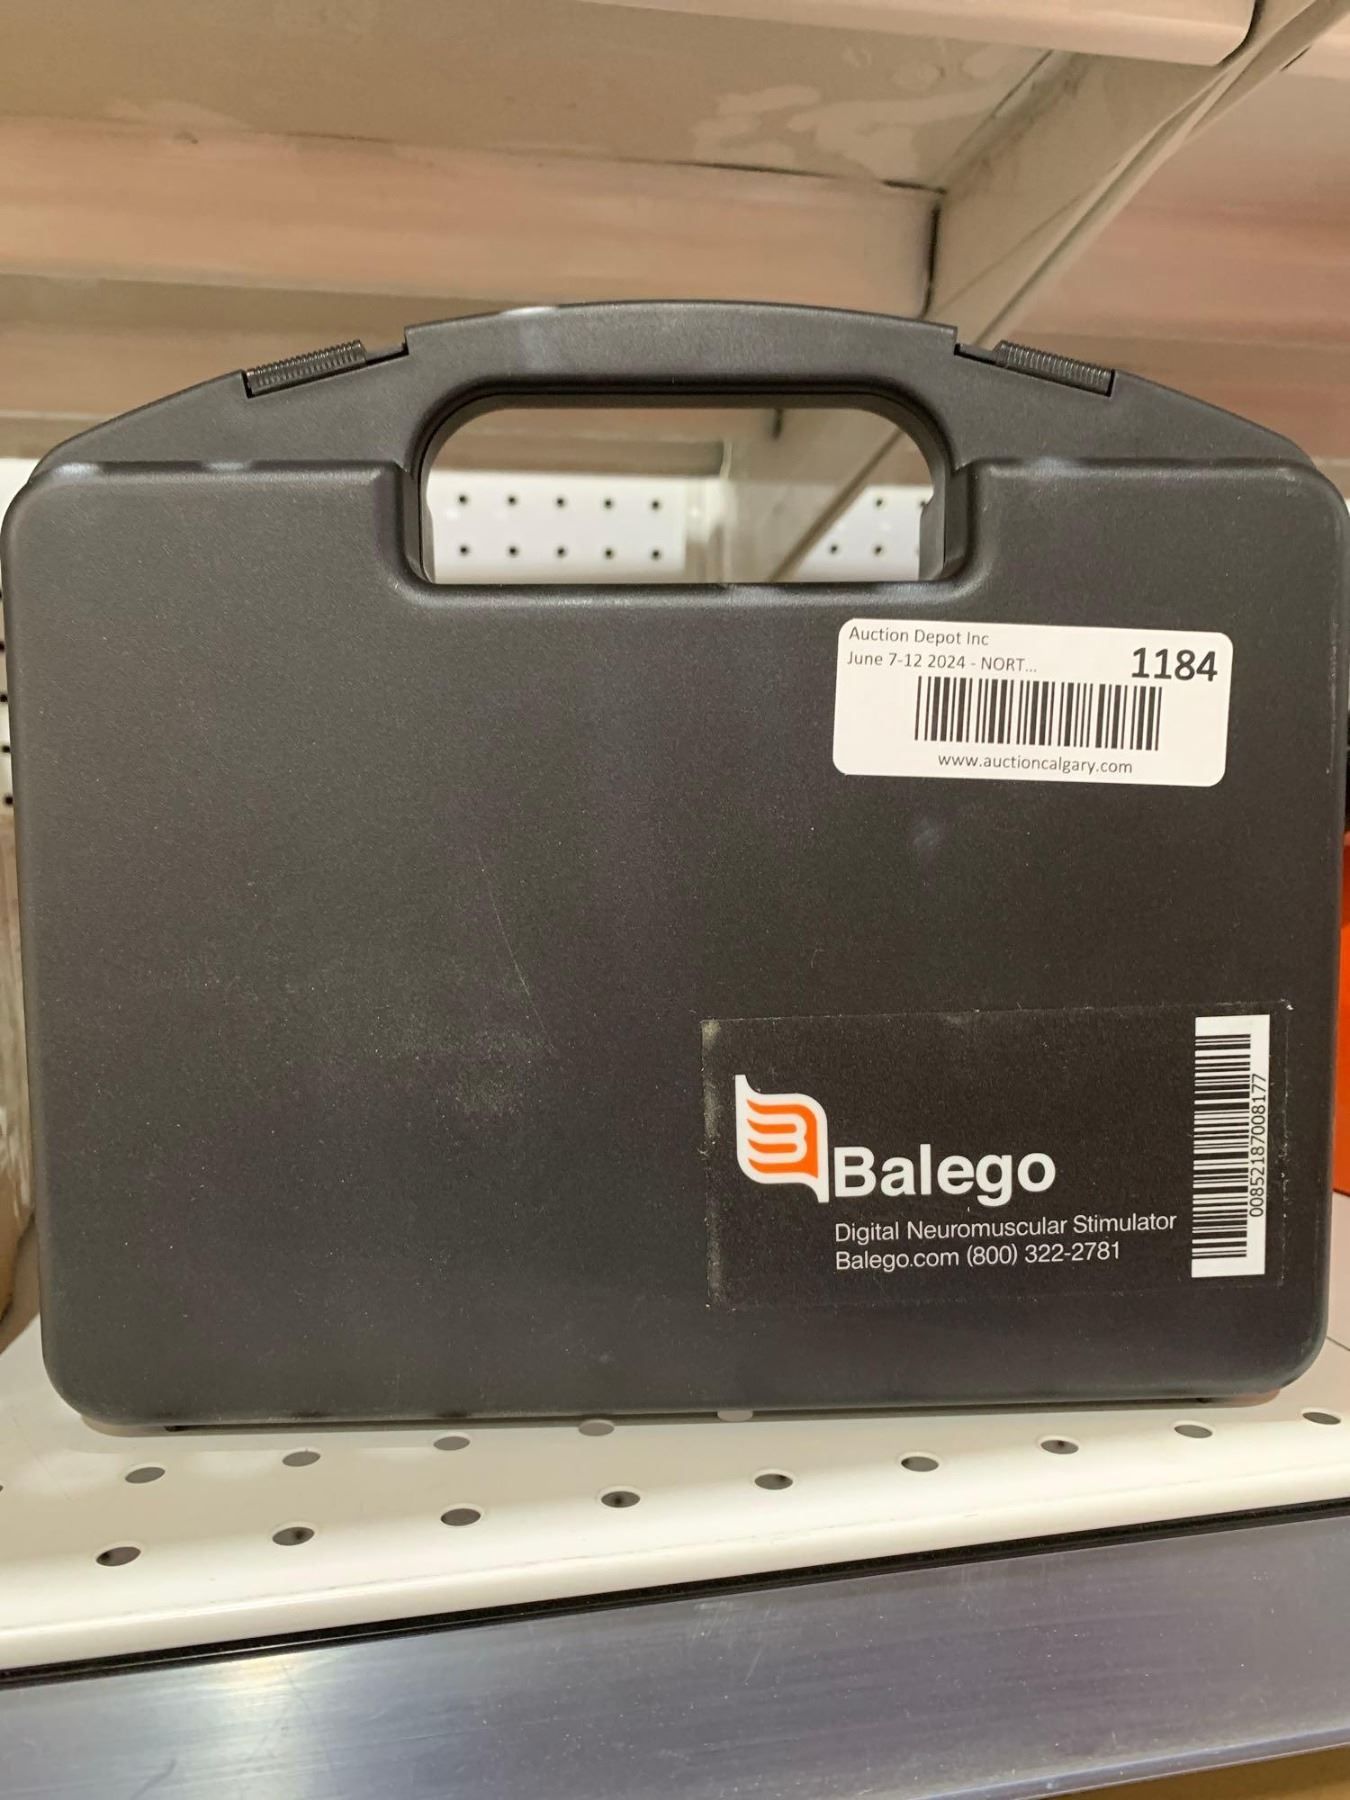 Auction Depot Inc
June 7-12 2024 - NORT...
1184
www.auctioncalgary.com
Balego
Digital Neuromuscular Stimulator
Balego.com (800) 322-2781
00852187008177